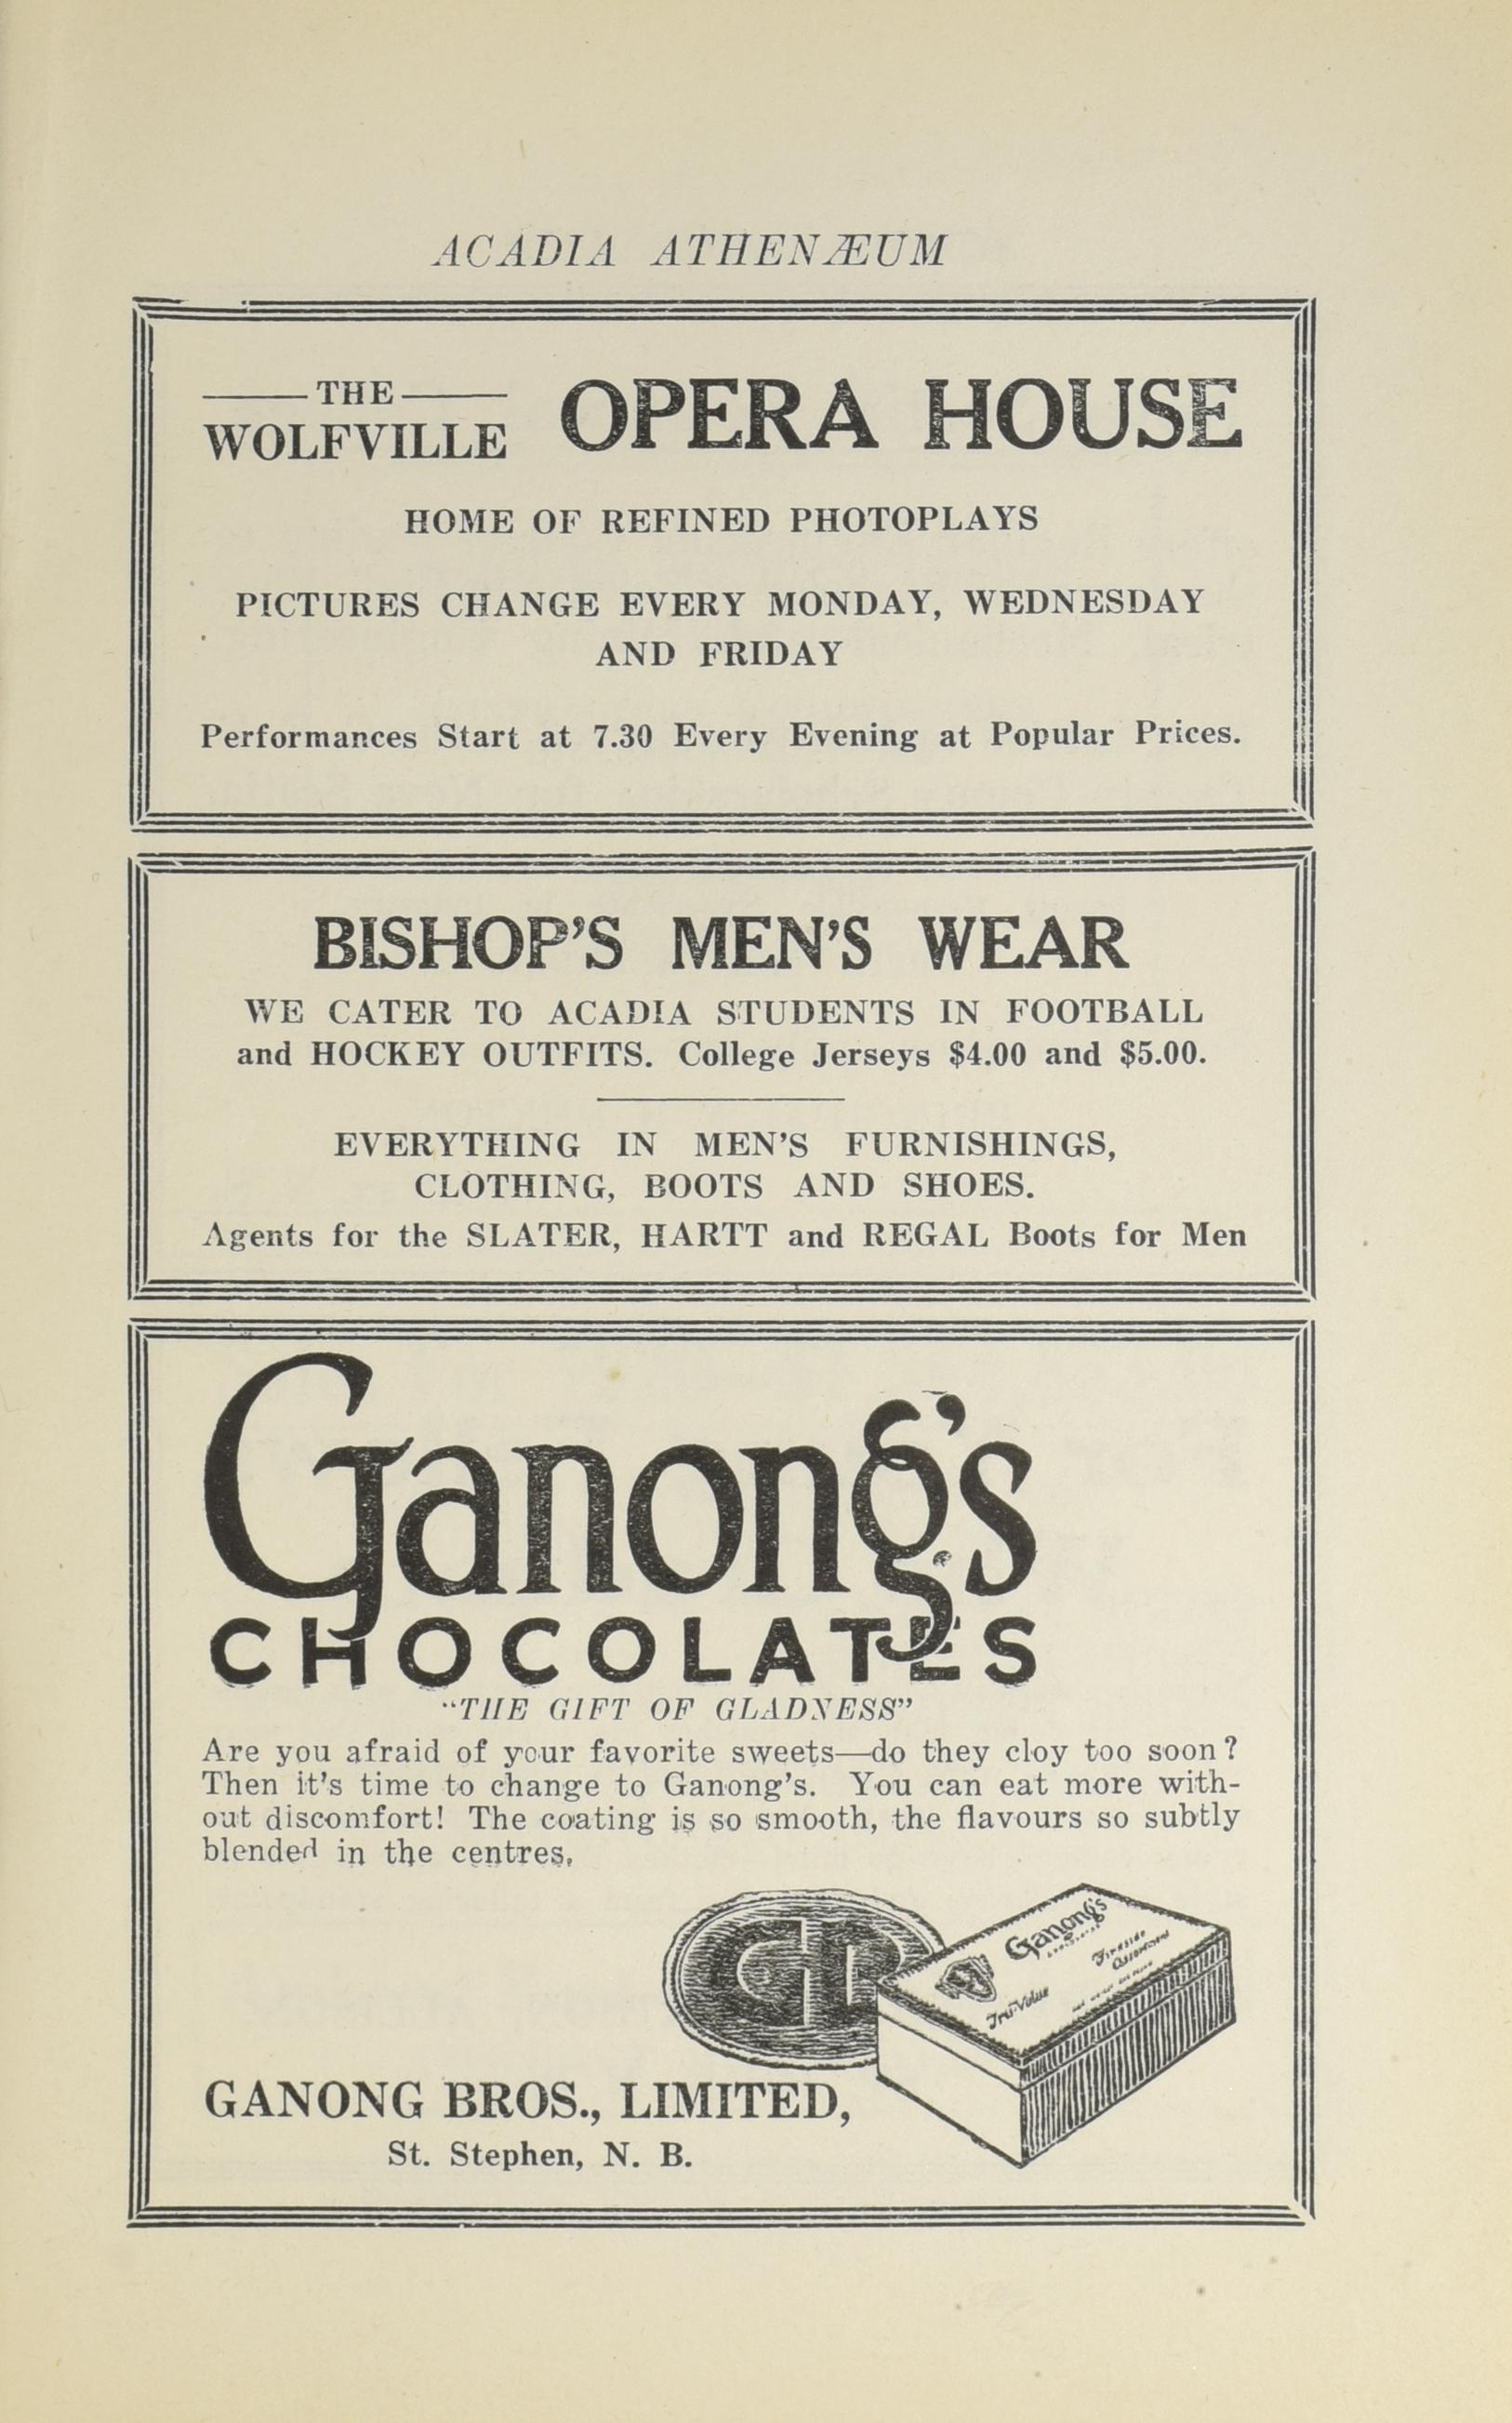 ACADIA ATHENÆUM
THE
WOLFVILLE OPERA HOUSE
HOME OF REFINED PHOTOPLAYS
PICTURES CHANGE EVERY MONDAY, WEDNESDAY
AND FRIDAY
Performances Start at 7.30 Every Evening at Popular Prices.
BISHOP'S MEN'S WEAR
WE CATER TO ACADIA STUDENTS IN FOOTBALL
and HOCKEY OUTFITS. College Jerseys $4.00 and $5.00.
EVERYTHING IN MEN'S FURNISHINGS,
CLOTHING, BOOTS AND SHOES.
Agents for the SLATER, HARTT and REGAL Boots for Men
Ganong's
CHOCOLATES
"THE GIFT OF GLADNESS"
Are you afraid of your favorite sweets—do they cloy too soon?
Then it's time to change to Ganong's. You can eat more with-
out discomfort! The coating is so smooth, the flavours so subtly
blended in the centres.
Ganong's
Fireside
Assortment
Tru-Value
GANONG BROS., LIMITED,
St. Stephen, N. B.